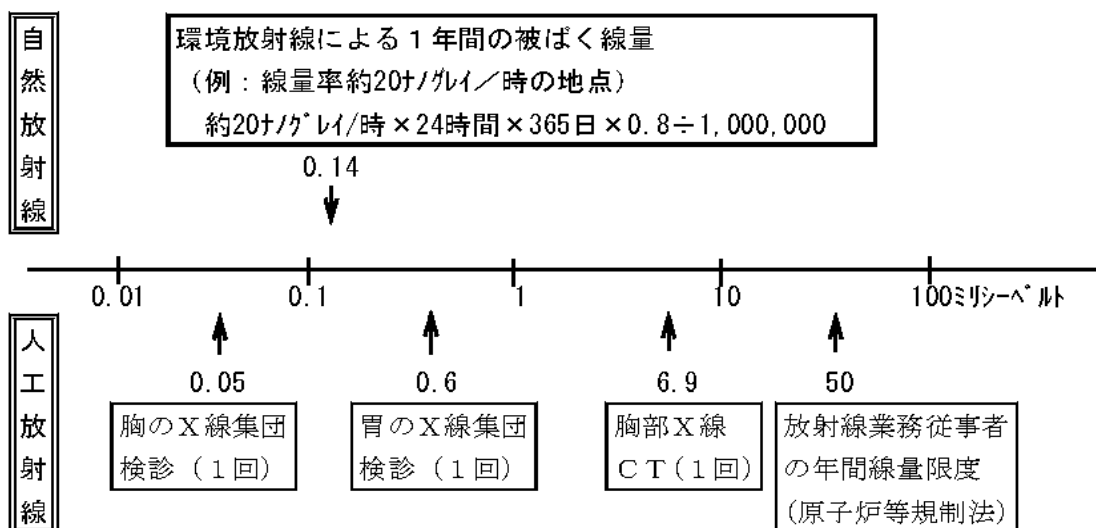 自然放射線
環境放射線による１年間の被ばく線量
（例：線量率約20ﾅﾉｸﾞﾚｲ／時の地点）
約20ﾅﾉｸﾞﾚｲ/時×24時間×365日×0.8÷1,000,000
0.14
0.01 0.1 1 10 100ﾐﾘｼｰﾍﾞﾙﾄ
人工放射線
0.05 0.6 6.9 50
胸のＸ線集団
検診（１回）
胃のＸ線集団
検診（１回）
胸部Ｘ線
ＣＴ(１回)
放射線業務従事者
の年間線量限度
(原子炉等規制法)